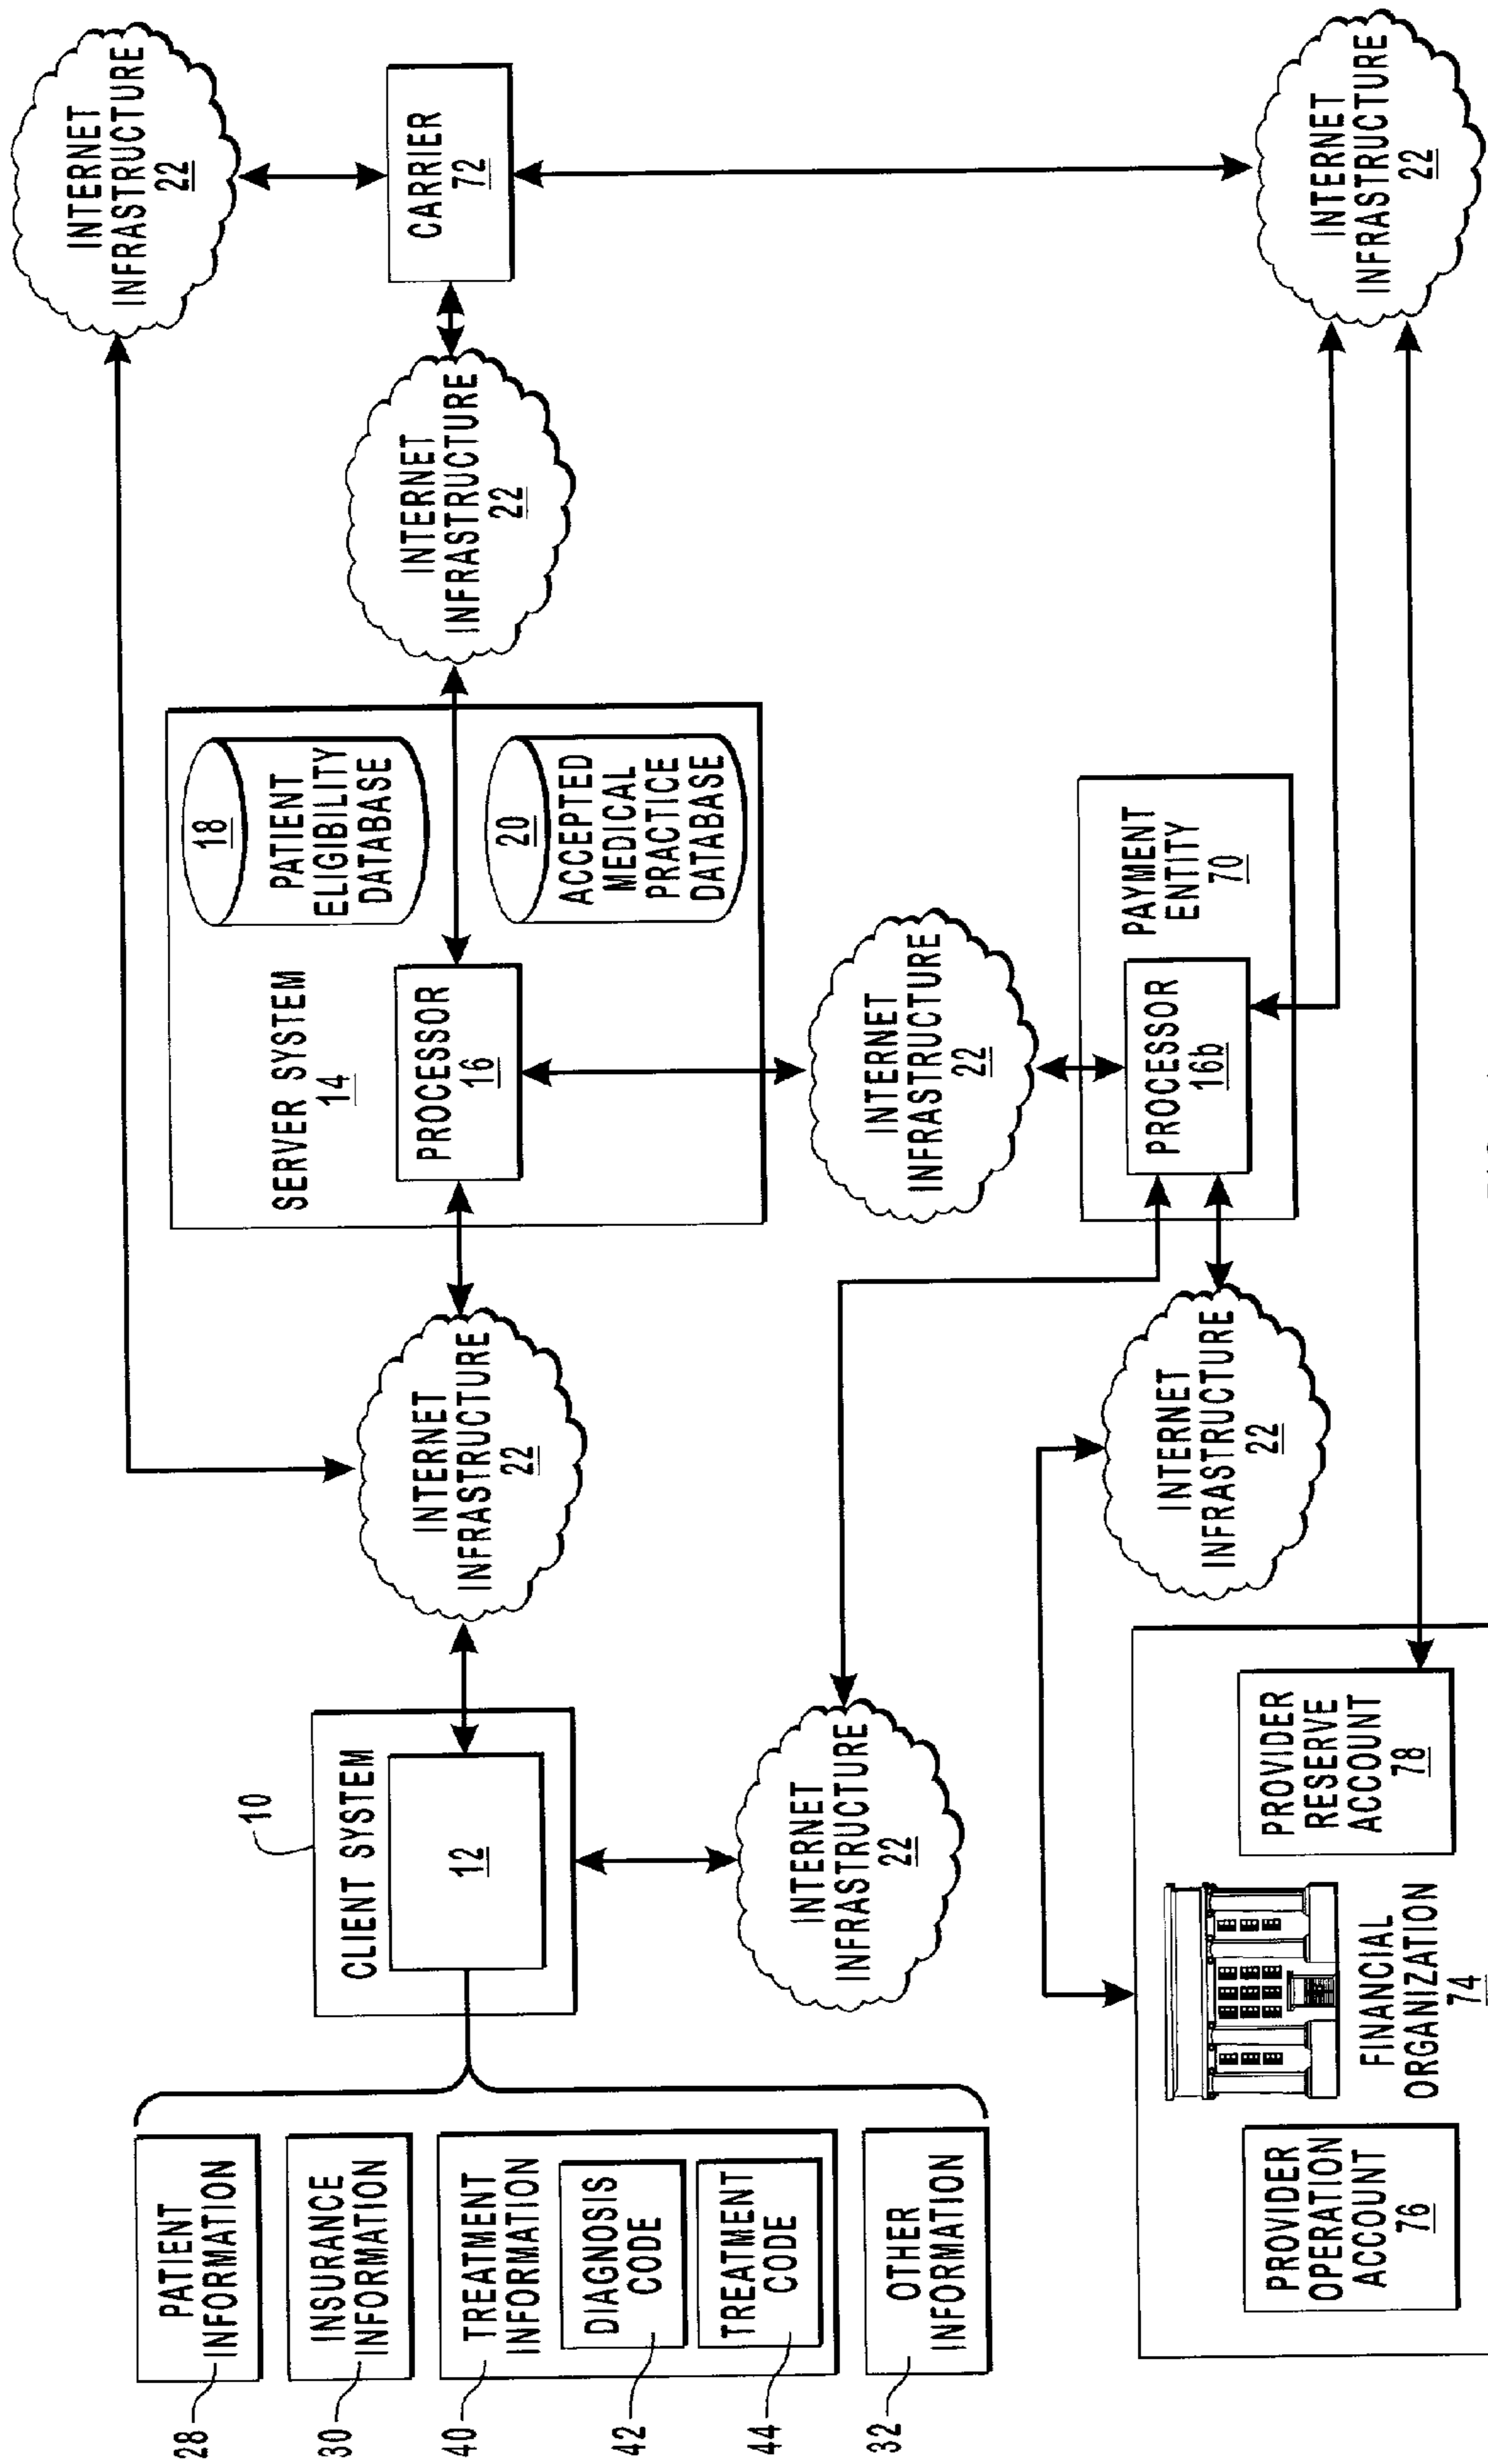 28
PATIENT
INFORMATION
30
INSURANCE
INFORMATION
40
TREATMENT
INFORMATION
42
DIAGNOSIS
CODE
44
TREATMENT
CODE
32
OTHER
INFORMATION
10
CLIENT SYSTEM
12
INTERNET
INFRASTRUCTURE
22
INTERNET
INFRASTRUCTURE
22
SERVER SYSTEM
14
PROCESSOR
16
18
PATIENT
ELIGIBILITY
DATABASE
20
ACCEPTED
MEDICAL
PRACTICE
DATABASE
INTERNET
INFRASTRUCTURE
22
INTERNET
INFRASTRUCTURE
22
CARRIER
72
INTERNET
INFRASTRUCTURE
22
PAYMENT
ENTITY
70
PROCESSOR
16b
INTERNET
INFRASTRUCTURE
22
INTERNET
INFRASTRUCTURE
22
PROVIDER
OPERATION
ACCOUNT
76
FINANCIAL
ORGANIZATION
74
PROVIDER
RESERVE
ACCOUNT
78